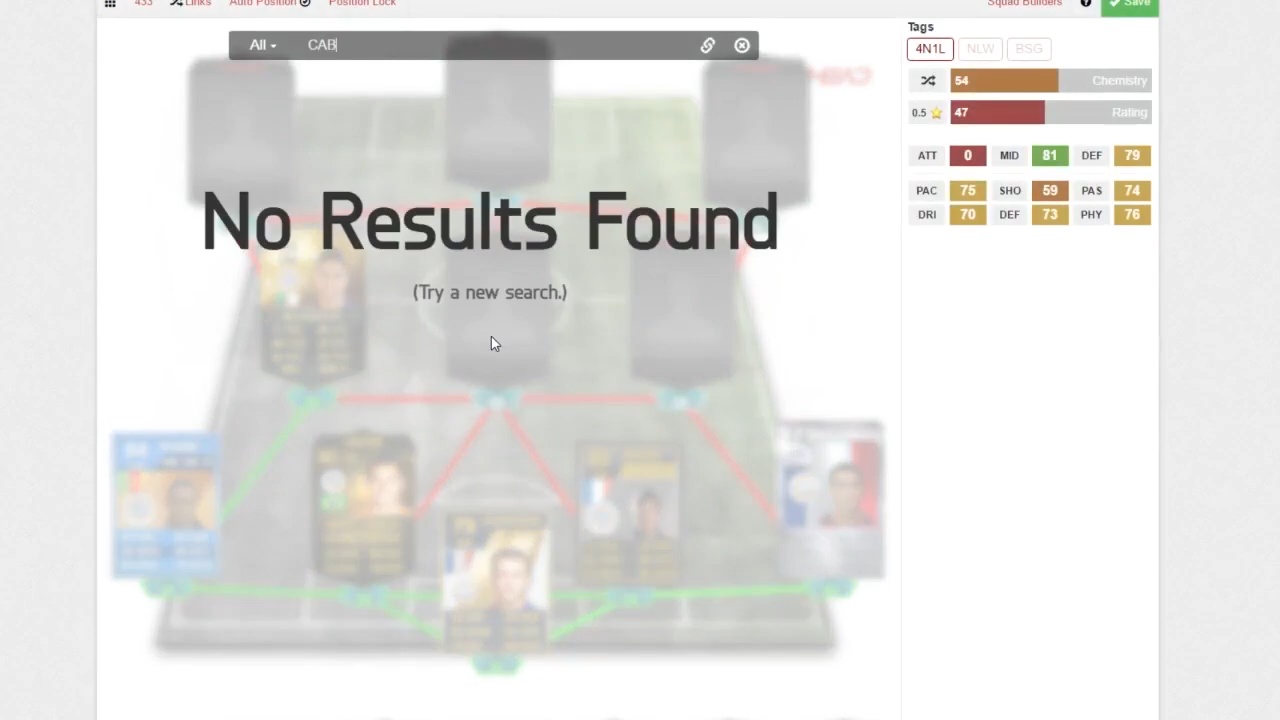 433 Links Auto Position Position Lock Squad Builders Save
All CAB
Tags
4N1L NLW BSG
54 Chemistry
0.5 47 Rating
ATT 0 MID 81 DEF 79
PAC 75 SHO 59 PAS 74
DRI 70 DEF 73 PHY 76
No Results Found
(Try a new search.)